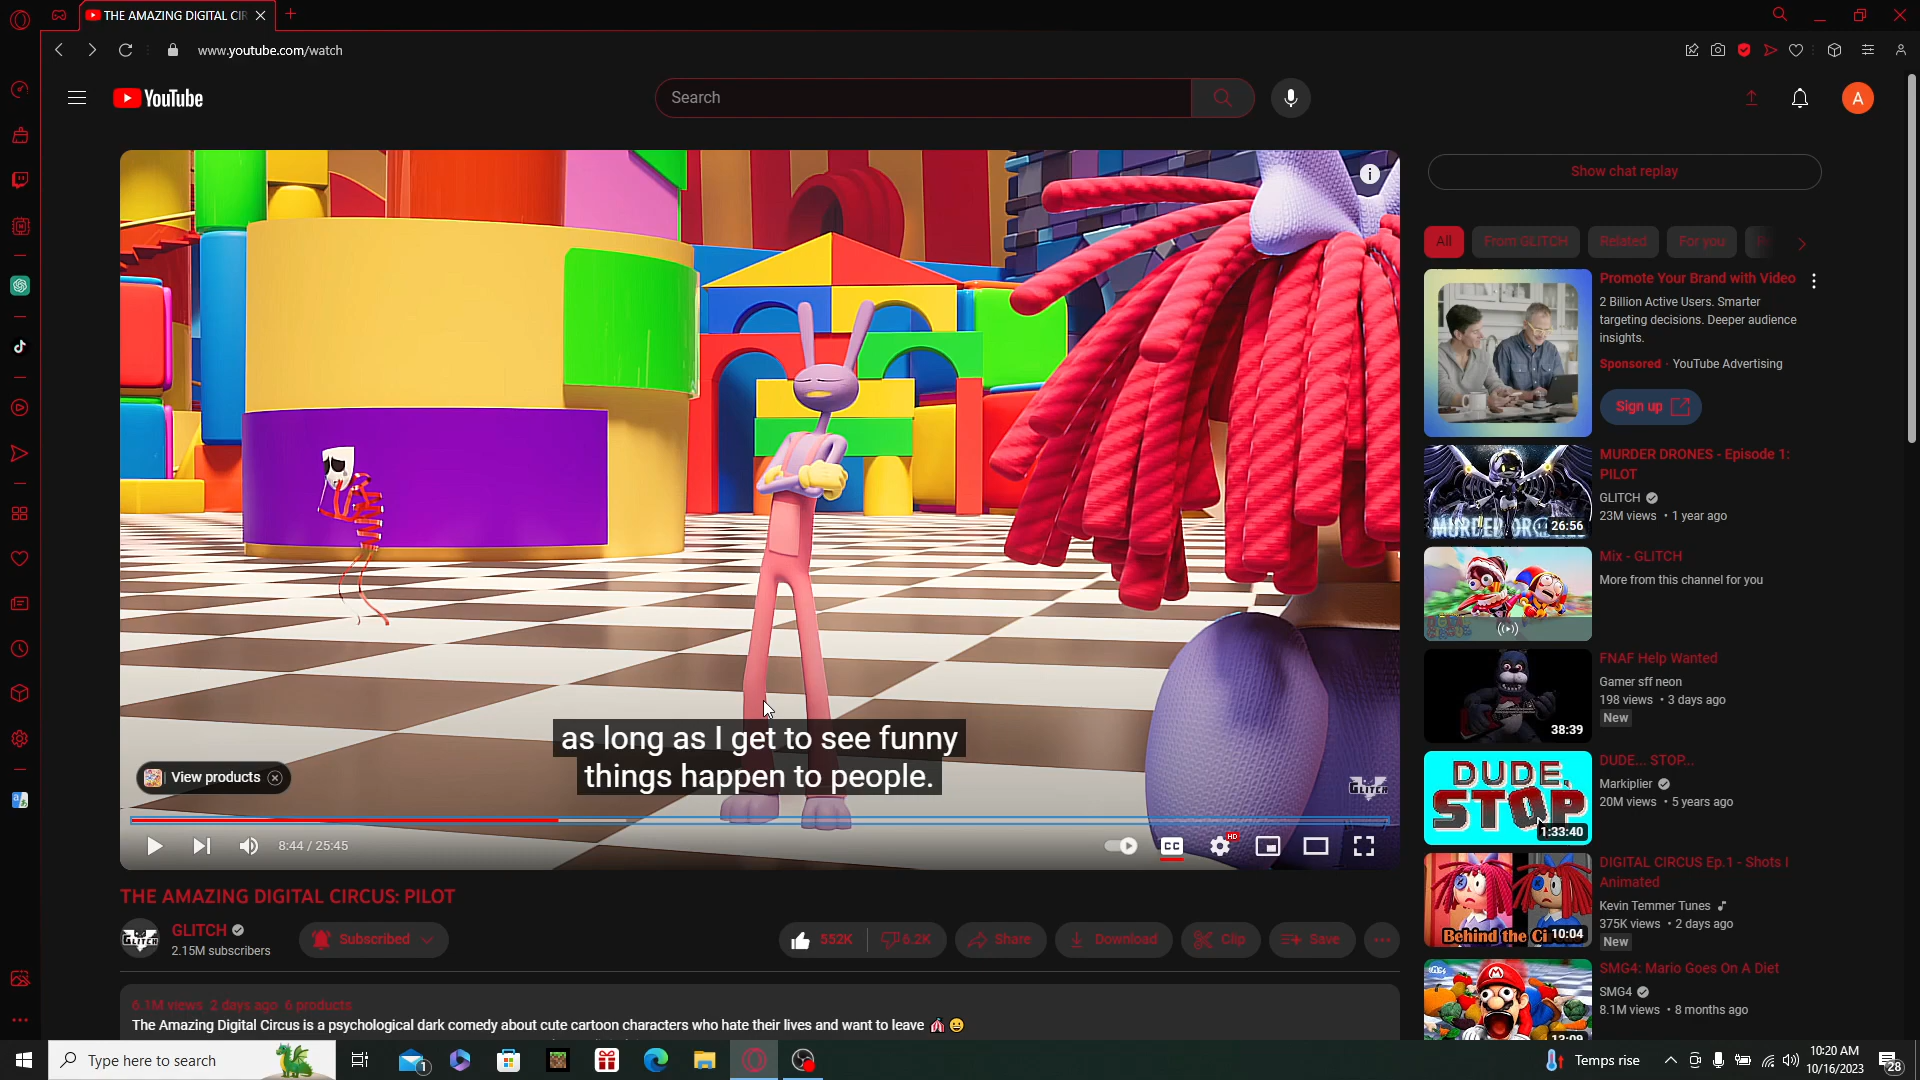 THE AMAZING DIGITAL CIR
www.youtube.com/watch
YouTube
Search
A
Show chat replay
All
From GLITCH
Related
For you
as long as I get to see funny
things happen to people.
View products
GLITCH
8:44 / 25:45
CC
HD
THE AMAZING DIGITAL CIRCUS: PILOT
GLITCH
GLITCH
2.15M subscribers
Subscribed
552K
6.2K
Share
Download
Clip
Save
6.1M views 2 days ago 6 products
The Amazing Digital Circus is a psychological dark comedy about cute cartoon characters who hate their lives and want to leave 🎪 😀
Promote Your Brand with Video
2 Billion Active Users. Smarter
targeting decisions. Deeper audience
insights.
Sponsored · YouTube Advertising
Sign up
26:56
MURDER DRONES - Episode 1:
PILOT
GLITCH
23M views • 1 year ago
Mix - GLITCH
More from this channel for you
38:39
FNAF Help Wanted
Gamer sff neon
198 views • 3 days ago
New
DUDE,
STOP
1:33:40
DUDE... STOP...
Markiplier
20M views • 5 years ago
Behind the Ci
10:04
DIGITAL CIRCUS Ep.1 - Shots I
Animated
Kevin Temmer Tunes
375K views • 2 days ago
New
SMG4: Mario Goes On A Diet
SMG4
8.1M views • 8 months ago
Type here to search
1
Temps rise
10:20 AM
10/16/2023
28